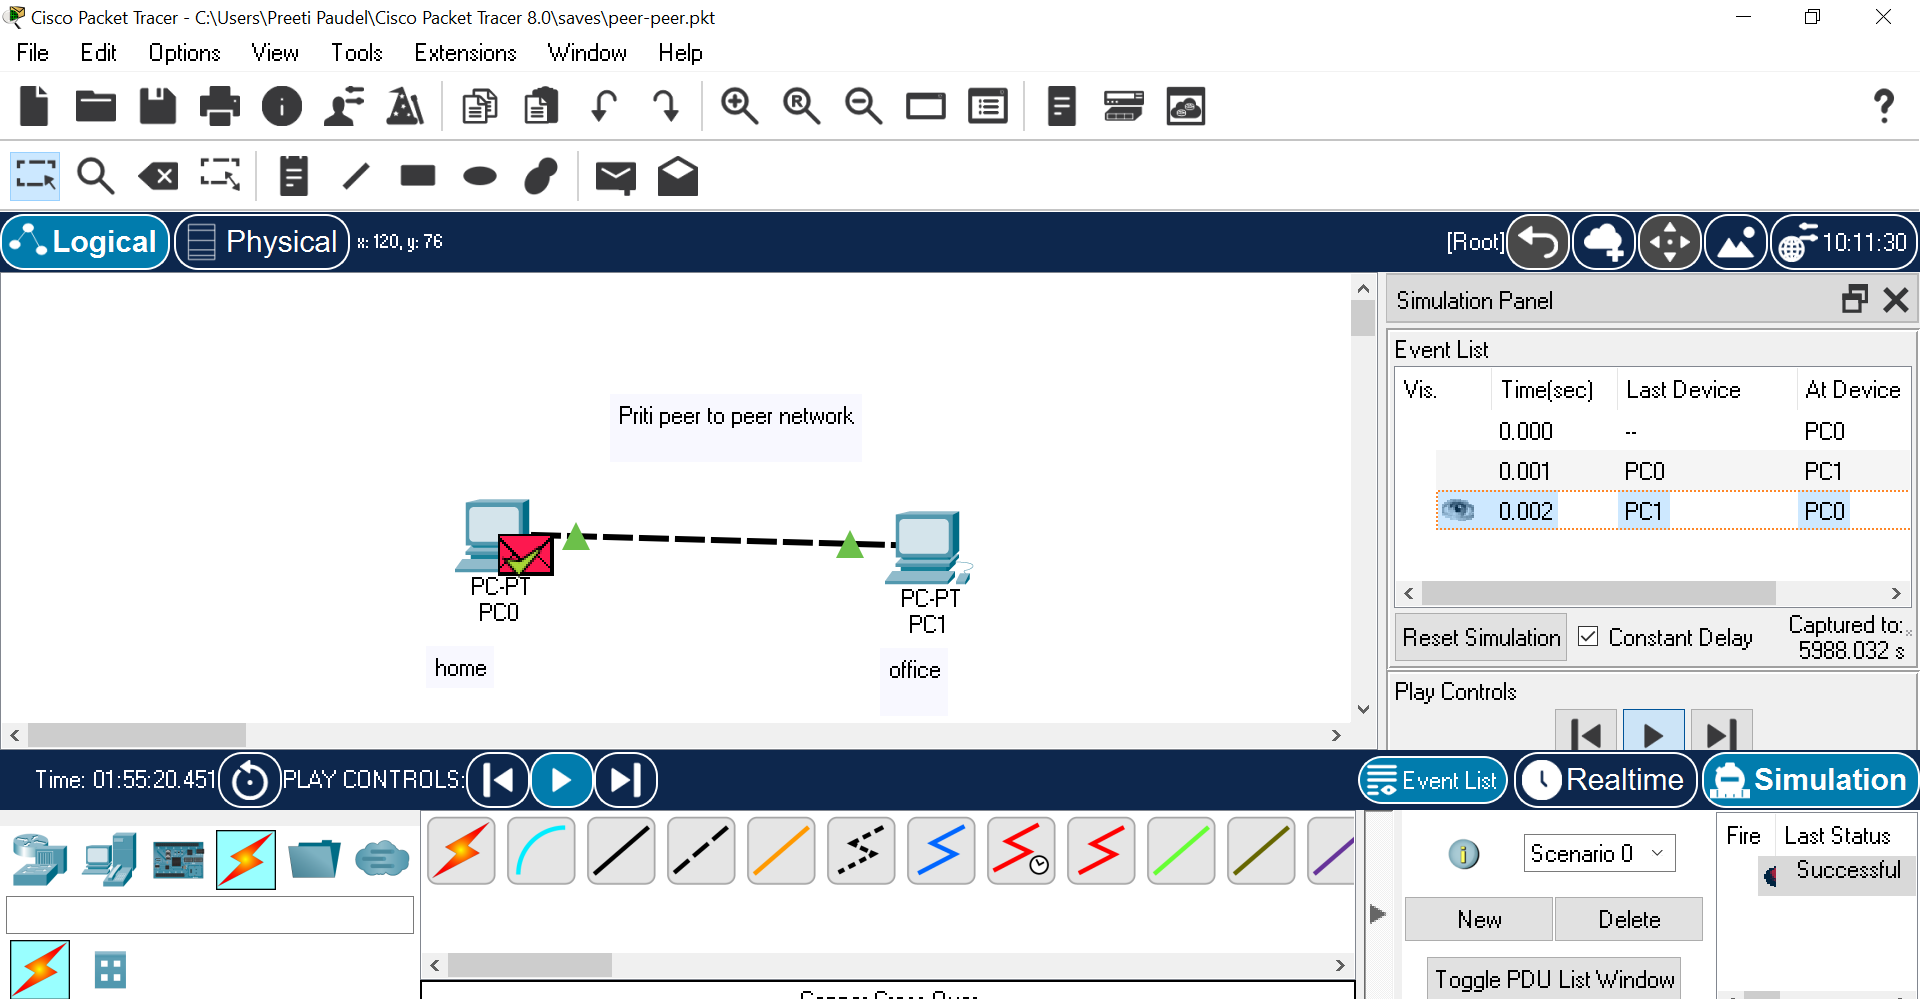 Cisco Packet Tracer - C:\Users\Preeti Paudel\Cisco Packet Tracer 8.0\saves\peer-peer.pkt
File Edit Options View Tools Extensions Window Help
Logical Physical x: 120, y: 76 [Root] 10:11:30
Simulation Panel
Event List
Vis. Time(sec) Last Device At Device
0.000 -- PC0
0.001 PC0 PC1
0.002 PC1 PC0
Reset Simulation Constant Delay Captured to:
5988.032 s
Play Controls
Priti peer to peer network
PC-PT
PC0
home
PC-PT
PC1
office
Time: 01:55:20.451 PLAY CONTROLS: Event List Realtime Simulation
Scenario 0
New Delete
Toggle PDU List Window
Fire Last Status
Successful